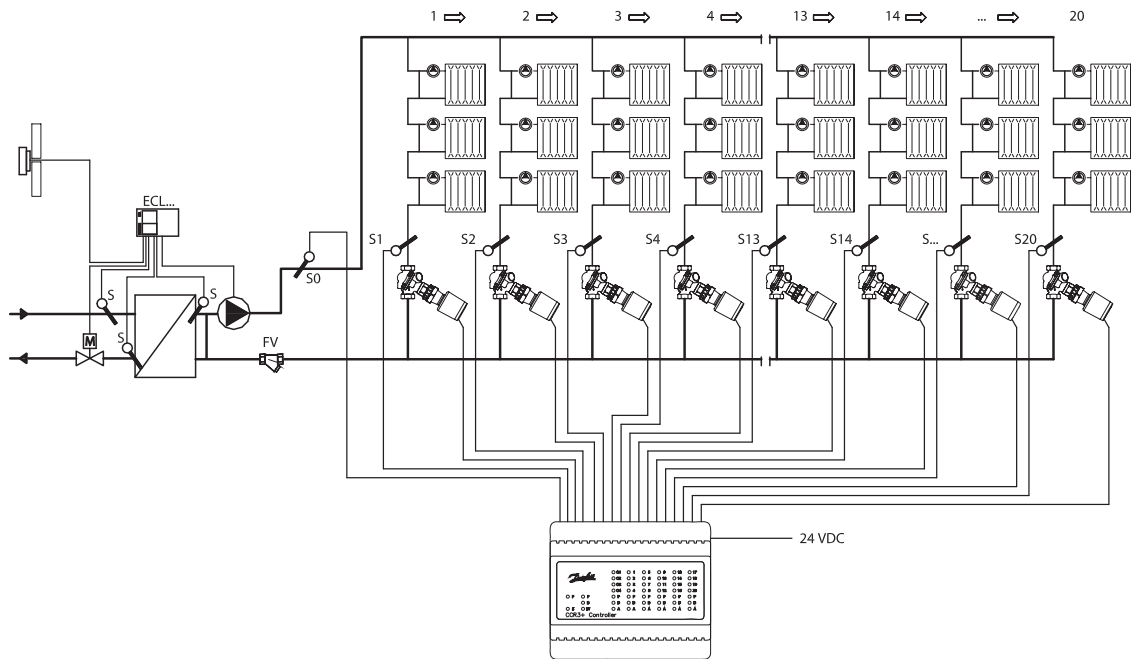 1 2 3 4 13 14 ... 20
ECL...
S1 S2 S3 S4 S13 S14 S... S20
S0
S S
S
M
FV
24 VDC
Danfoss
CCR3+ Controller